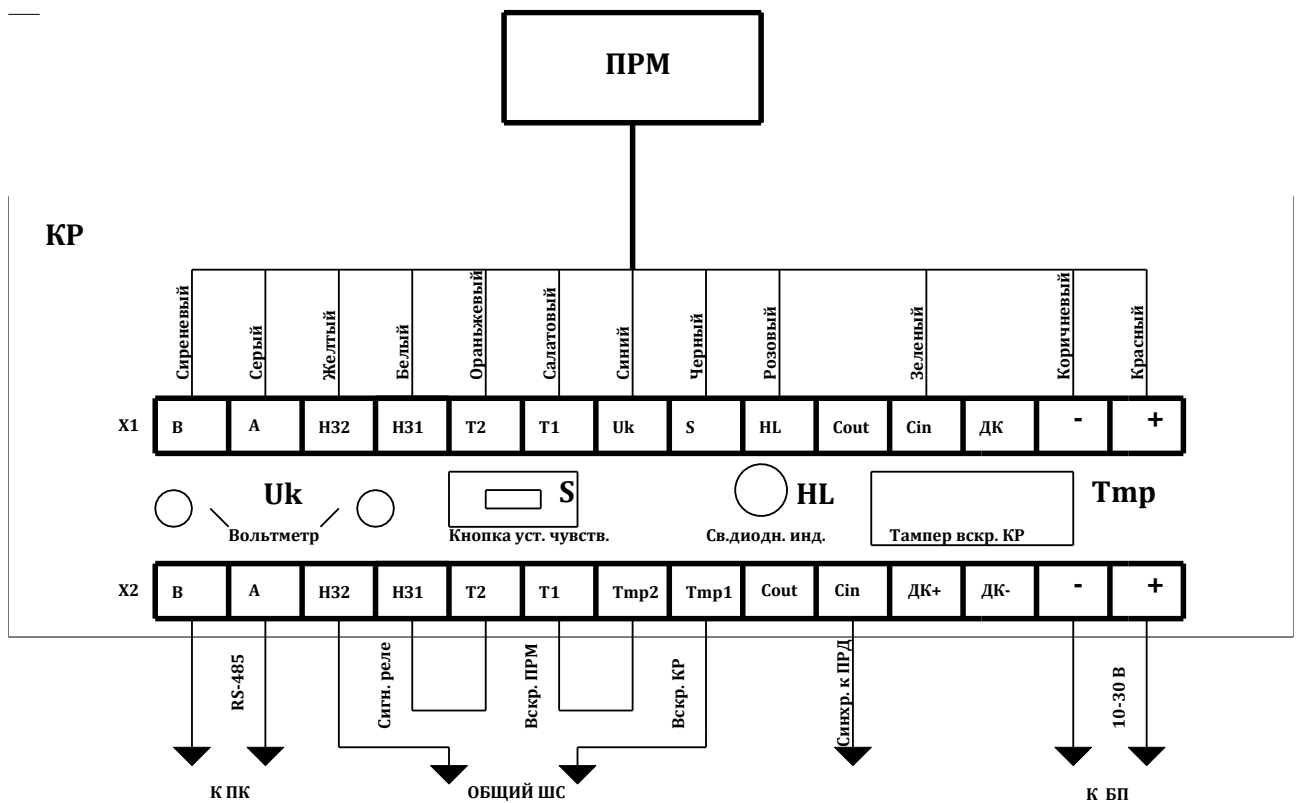 ПРМ
КР
Сиреневый
Серый
Желтый
Белый
Ораньжевый
Салатовый
Синий
Черный
Розовый
Зеленый
Коричневый
Красный
X1 B A НЗ2 НЗ1 T2 T1 Uk S HL Cout Cin ДК - +
Uk S HL Tmp
Вольтметр Кнопка уст. чувств. Св.диодн. инд. Тампер вскр. КР
X2 B A НЗ2 НЗ1 T2 T1 Tmp2 Tmp1 Cout Cin ДК+ ДК- - +
RS-485
Сигн. реле
Вскр. ПРМ
Вскр. КР
Синхр. к ПРД
10-30 В
К ПК ОБЩИЙ ШС К БП